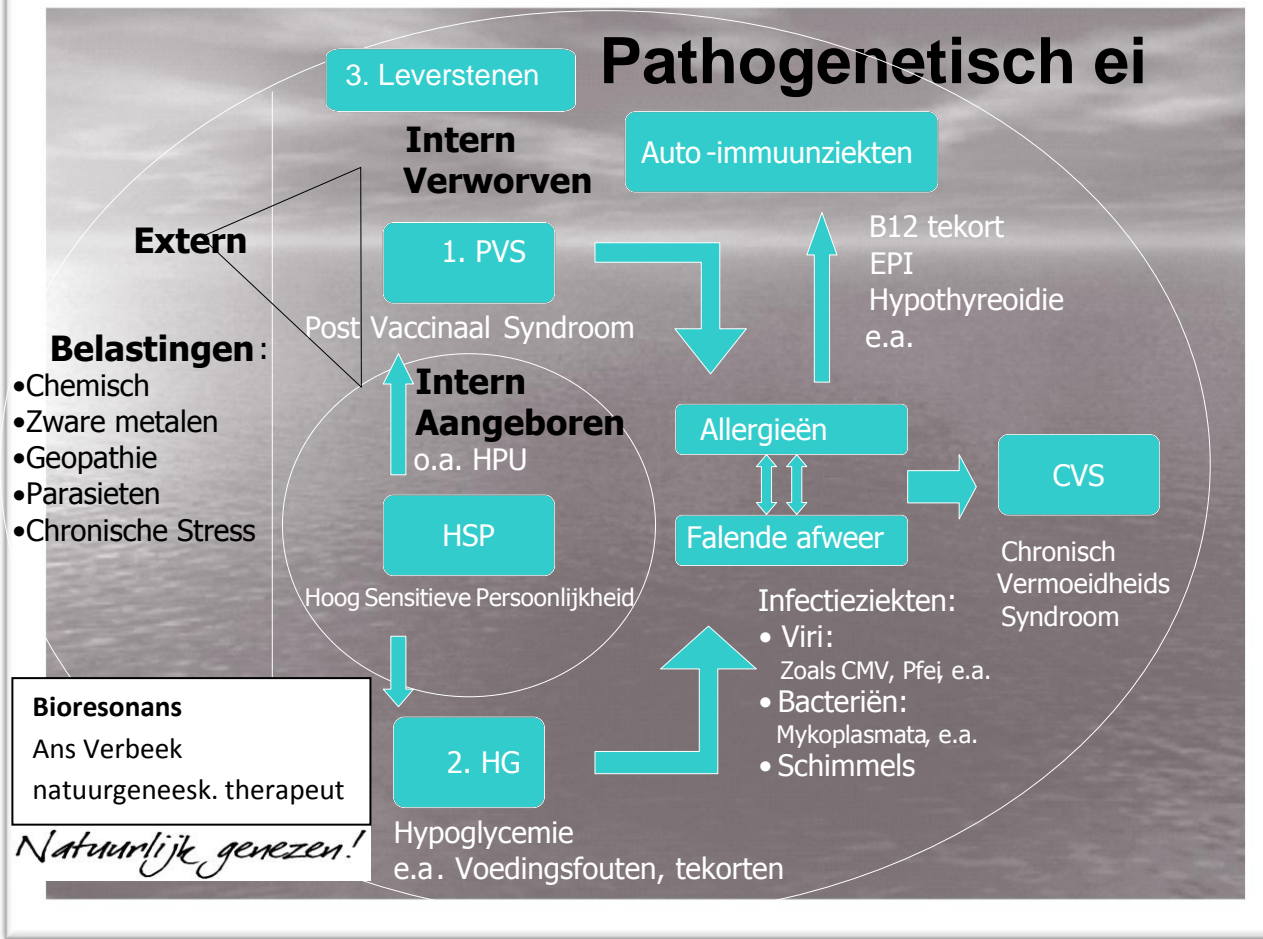 Pathogenetisch ei
3. Leverstenen
Intern
Verworven
Auto -immuunziekten
Extern
1. PVS
Post Vaccinaal Syndroom
B12 tekort
EPI
Hypothyreoidie
e.a.
Belastingen:
•Chemisch
•Zware metalen
•Geopathie
•Parasieten
•Chronische Stress
Intern
Aangeboren
o.a. HPU
HSP
Hoog Sensitieve Persoonlijkheid
Allergieën
Falende afweer
CVS
Chronisch
Vermoeidheids
Syndroom
Infectieziekten:
• Viri:
Zoals CMV, Pfei, e.a.
• Bacteriën:
Mykoplasmata, e.a.
• Schimmels
2. HG
Hypoglycemie
e.a. Voedingsfouten, tekorten
Bioresonans
Ans Verbeek
natuurgeneesk. therapeut
Natuurlijk genezen!